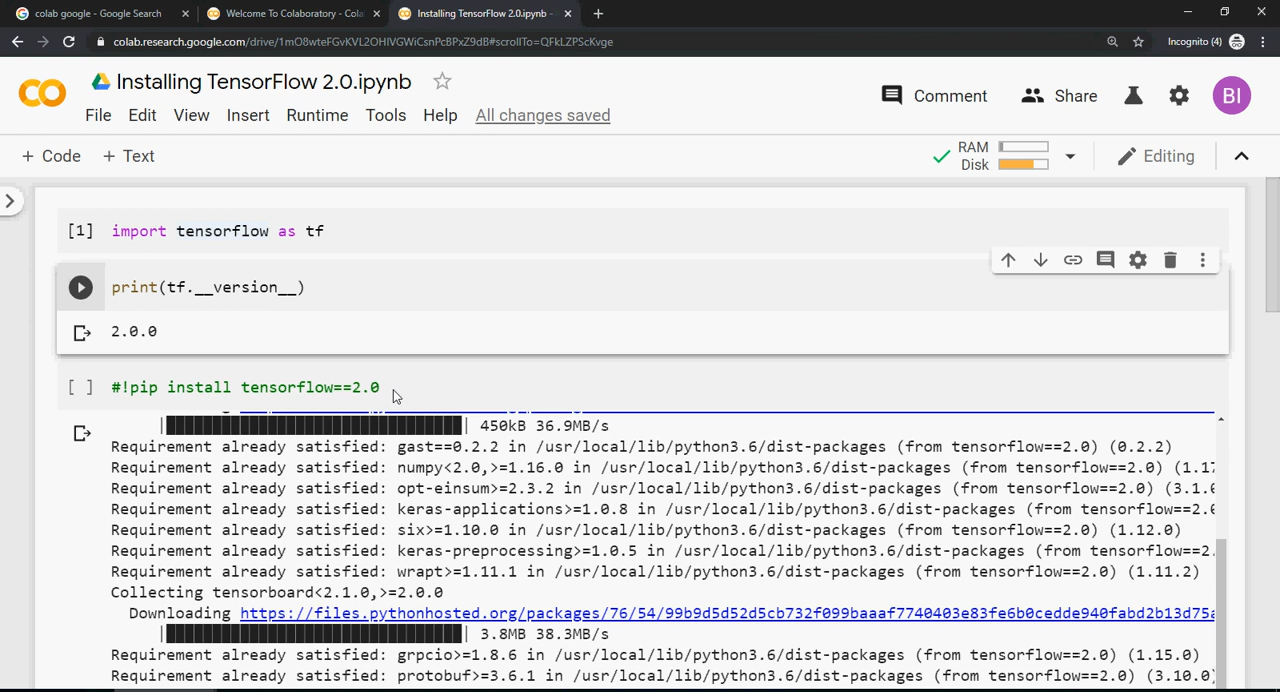 colab google - Google Search
Welcome To Colaboratory - Cola
Installing TensorFlow 2.0.ipynb -
colab.research.google.com/drive/1mO8wteFGvKVL2OHIVGWiCsnPcBPxZ9dB#scrollTo=QFkLZPScKvge
Incognito (4)
Installing TensorFlow 2.0.ipynb
Comment
Share
BI
File Edit View Insert Runtime Tools Help All changes saved
+ Code + Text
RAM
Disk
Editing
[1] import tensorflow as tf
print(tf.__version__)
2.0.0
[ ] #!pip install tensorflow==2.0
| 450kB 36.9MB/s
Requirement already satisfied: gast==0.2.2 in /usr/local/lib/python3.6/dist-packages (from tensorflow==2.0) (0.2.2)
Requirement already satisfied: numpy<2.0,>=1.16.0 in /usr/local/lib/python3.6/dist-packages (from tensorflow==2.0) (1.17
Requirement already satisfied: opt-einsum>=2.3.2 in /usr/local/lib/python3.6/dist-packages (from tensorflow==2.0) (3.1.
Requirement already satisfied: keras-applications>=1.0.8 in /usr/local/lib/python3.6/dist-packages (from tensorflow==2.
Requirement already satisfied: six>=1.10.0 in /usr/local/lib/python3.6/dist-packages (from tensorflow==2.0) (1.12.0)
Requirement already satisfied: keras-preprocessing>=1.0.5 in /usr/local/lib/python3.6/dist-packages (from tensorflow==2.
Requirement already satisfied: wrapt>=1.11.1 in /usr/local/lib/python3.6/dist-packages (from tensorflow==2.0) (1.11.2)
Collecting tensorboard<2.1.0,>=2.0.0
Downloading https://files.pythonhosted.org/packages/76/54/99b9d5d52d5cb732f099baaaf7740403e83fe6b0cedde940fabd2b13d75a
| 3.8MB 38.3MB/s
Requirement already satisfied: grpcio>=1.8.6 in /usr/local/lib/python3.6/dist-packages (from tensorflow==2.0) (1.15.0)
Requirement already satisfied: protobuf>=3.6.1 in /usr/local/lib/python3.6/dist-packages (from tensorflow==2.0) (3.10.0